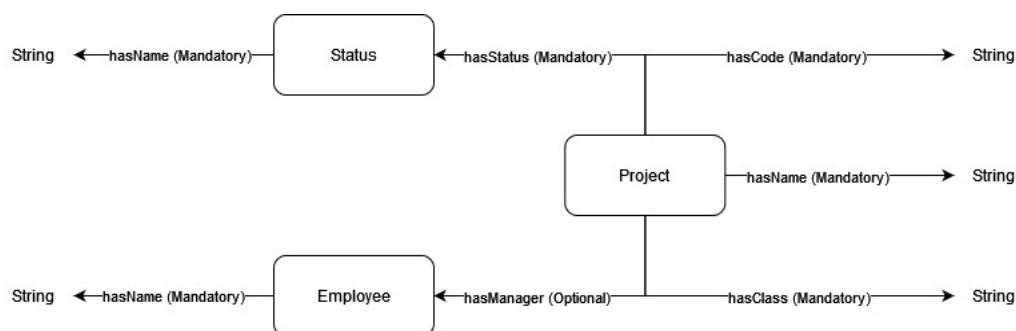 String hasName (Mandatory) Status hasStatus (Mandatory) hasCode (Mandatory) String
Project hasName (Mandatory) String
String hasName (Mandatory) Employee hasManager (Optional) hasClass (Mandatory) String